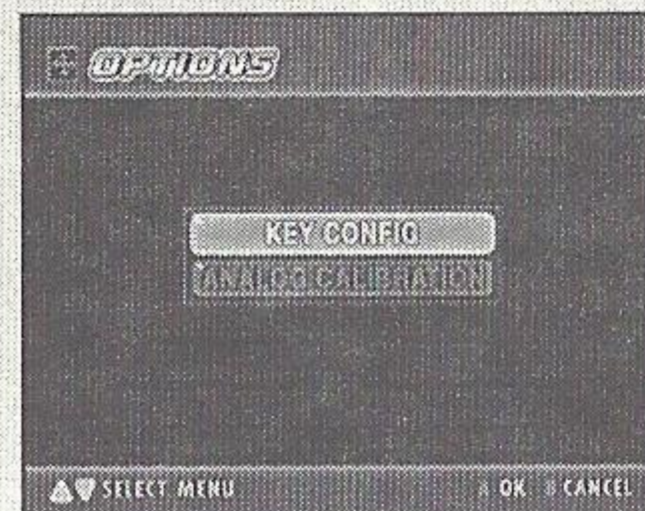 OPTIONS
KEY CONFIG
ANALOG CALIBRATION
SELECT MENU A OK B CANCEL